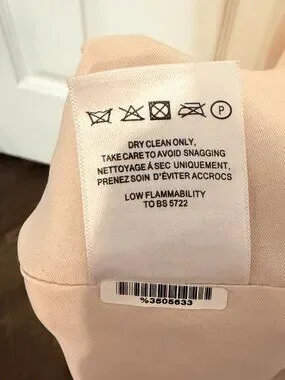 P
DRY CLEAN ONLY.
TAKE CARE TO AVOID SNAGGING
NETTOYAGE À SEC UNIQUEMENT,
PRENEZ SOIN D'ÉVITER ACCROCS
LOW FLAMMABILITY
TO BS 5722
%3505633